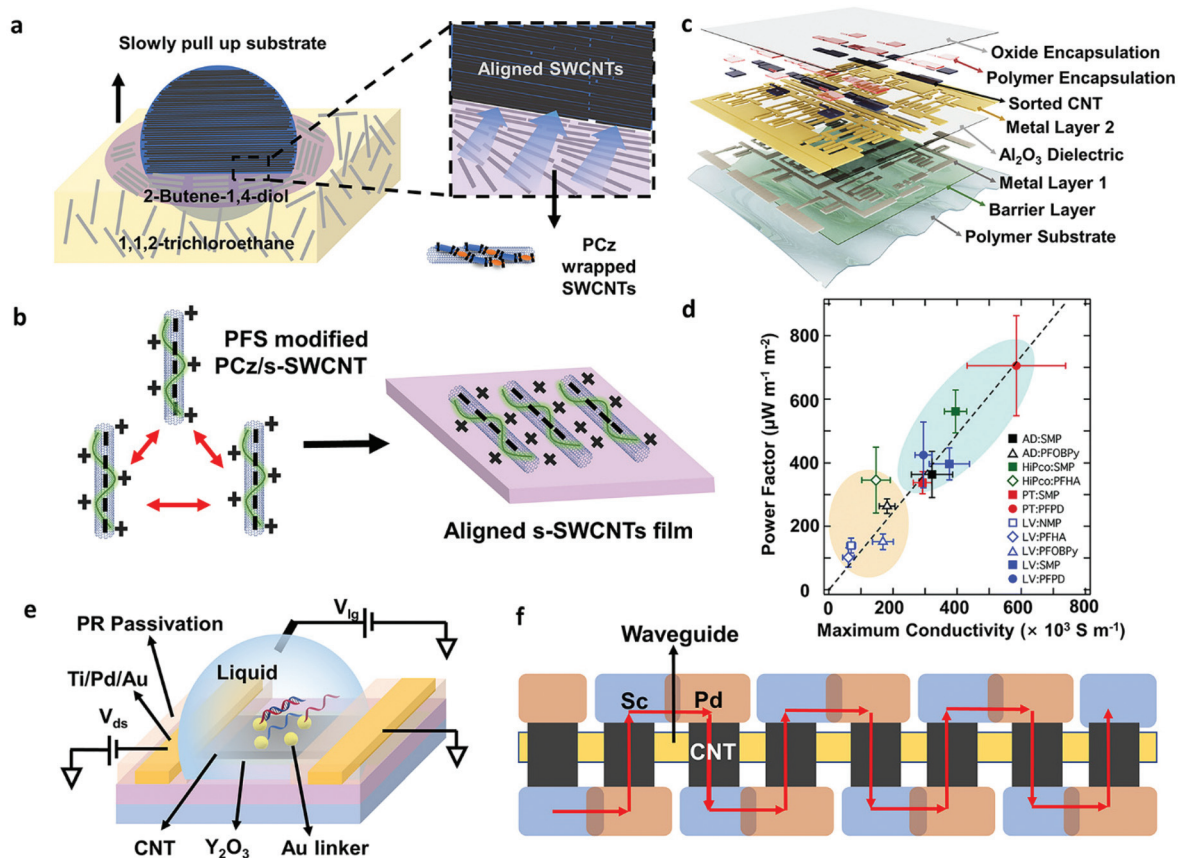 a
Slowly pull up substrate
2-Butene-1,4-diol
1,1,2-trichloroethane
Aligned SWCNTs
PCz
wrapped
SWCNTs
c
Oxide Encapsulation
Polymer Encapsulation
Sorted CNT
Metal Layer 2
Al₂O₃ Dielectric
Metal Layer 1
Barrier Layer
Polymer Substrate
b
PFS modified
PCz/s-SWCNT
Aligned s-SWCNTs film
d
Power Factor (μW m⁻¹ m⁻²)
800
600
400
200
0
0 200 400 600 800
Maximum Conductivity (× 10³ S m⁻¹)
AD:SMP
AD:PFOBPy
HiPco:SMP
HiPco:PFHA
PT:SMP
PT:PFPD
LV:NMP
LV:PFHA
LV:PFOBPy
LV:SMP
LV:PFPD
e
PR Passivation
Ti/Pd/Au
V_ds
Liquid
V_lg
CNT
Y₂O₃
Au linker
f
Waveguide
Sc
Pd
CNT